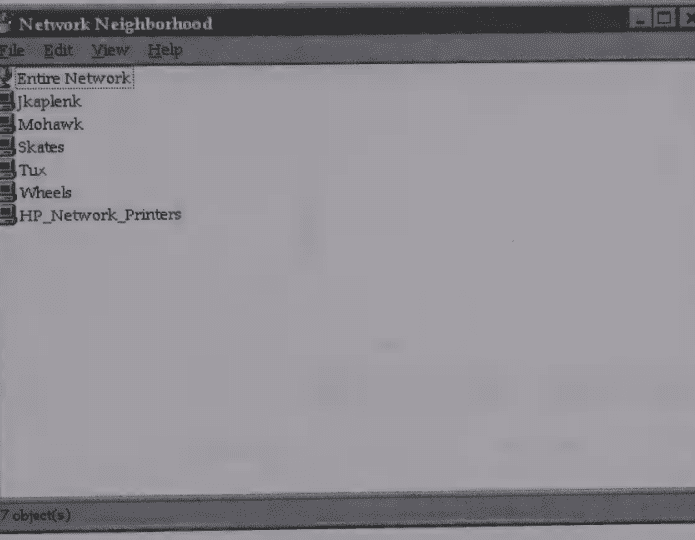 Network Neighborhood
File Edit View Help
Entire Network
Jkaplenk
Mohawk
Skates
Tux
Wheels
HP_Network_Printers
7 object(s)